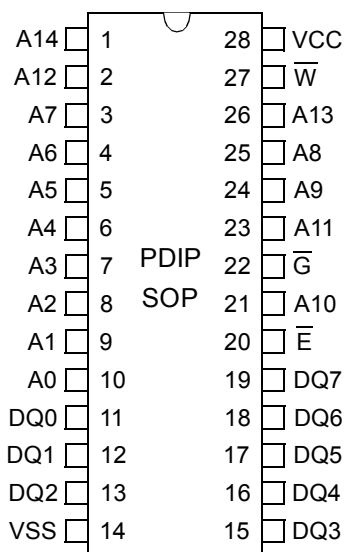 A14 1 28 VCC
A12 2 27 W̅
A7 3 26 A13
A6 4 25 A8
A5 5 24 A9
A4 6 23 A11
A3 7 PDIP 22 G̅
A2 8 SOP 21 A10
A1 9 20 E̅
A0 10 19 DQ7
DQ0 11 18 DQ6
DQ1 12 17 DQ5
DQ2 13 16 DQ4
VSS 14 15 DQ3